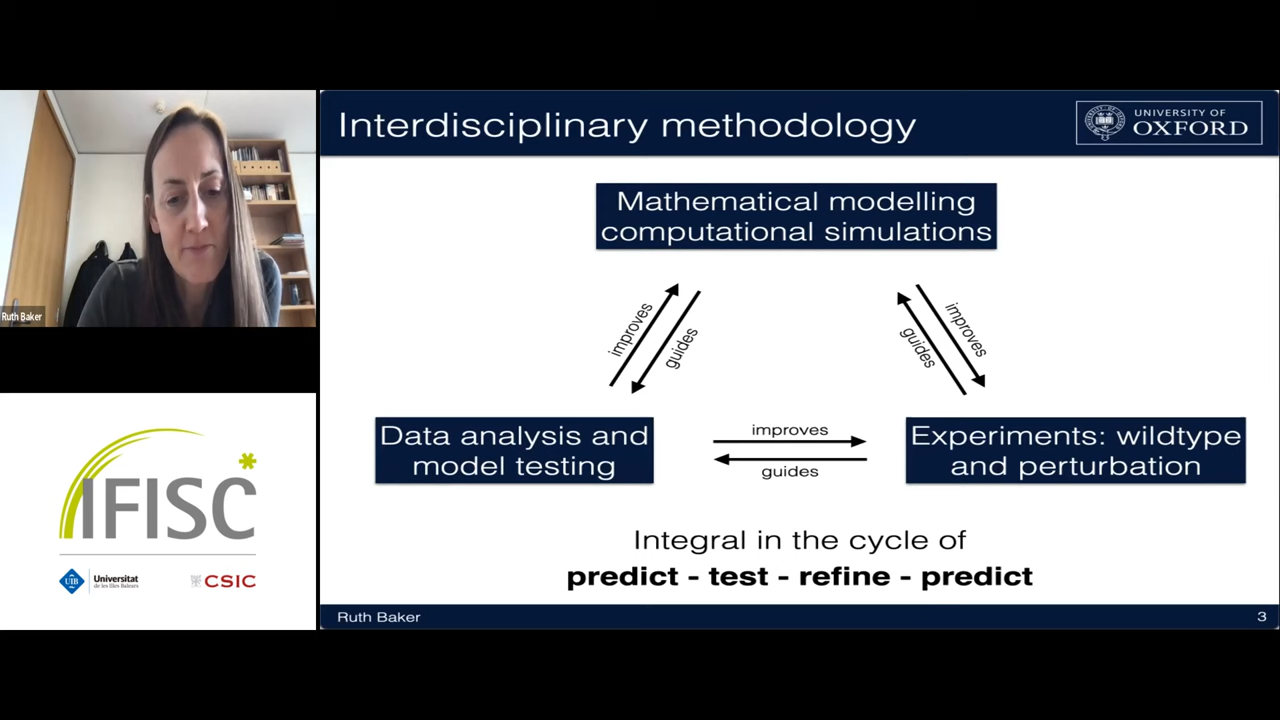 Interdisciplinary methodology
UNIVERSITY OF
OXFORD
Mathematical modelling
computational simulations
improves
guides
guides
improves
Data analysis and
model testing
improves
guides
Experiments: wildtype
and perturbation
Integral in the cycle of
predict - test - refine - predict
Ruth Baker
3
Ruth Baker
IFISC
UIB
Universitat
de les Illes Balears
CSIC